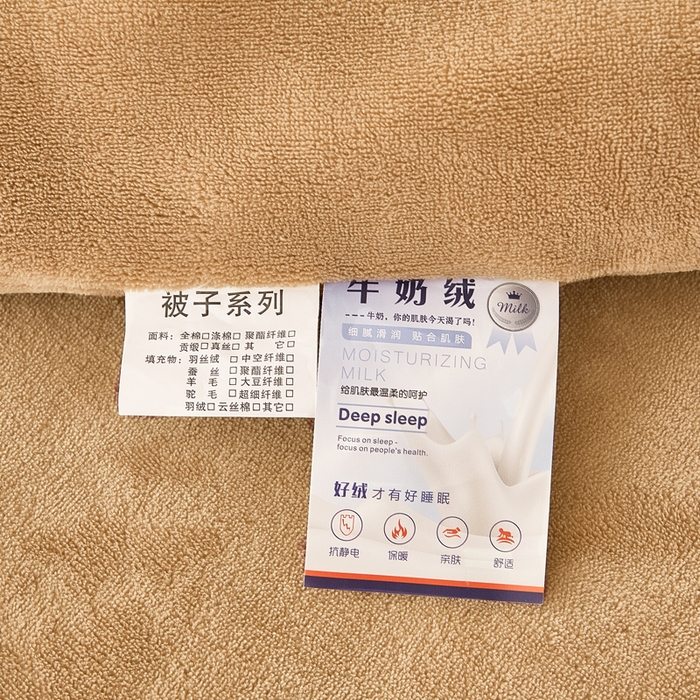 被子系列
面料：全棉□涤棉□聚酯纤维□
贡缎□真丝□其 它□
填充物：羽丝绒 □中空纤维□
蚕 丝 □聚酯纤维□
羊 毛 □大豆纤维□
驼 毛 □超细纤维□
羽绒□云丝棉□其它□
牛奶绒
Milk
---牛奶，你的肌肤今天渴了吗！
细腻滑润 贴合肌肤
MOISTURIZING
MILK
给肌肤最温柔的呵护
Deep sleep
Focus on sleep -
focus on people's health.
好绒才有好睡眠
抗静电 保暖 亲肤 舒适